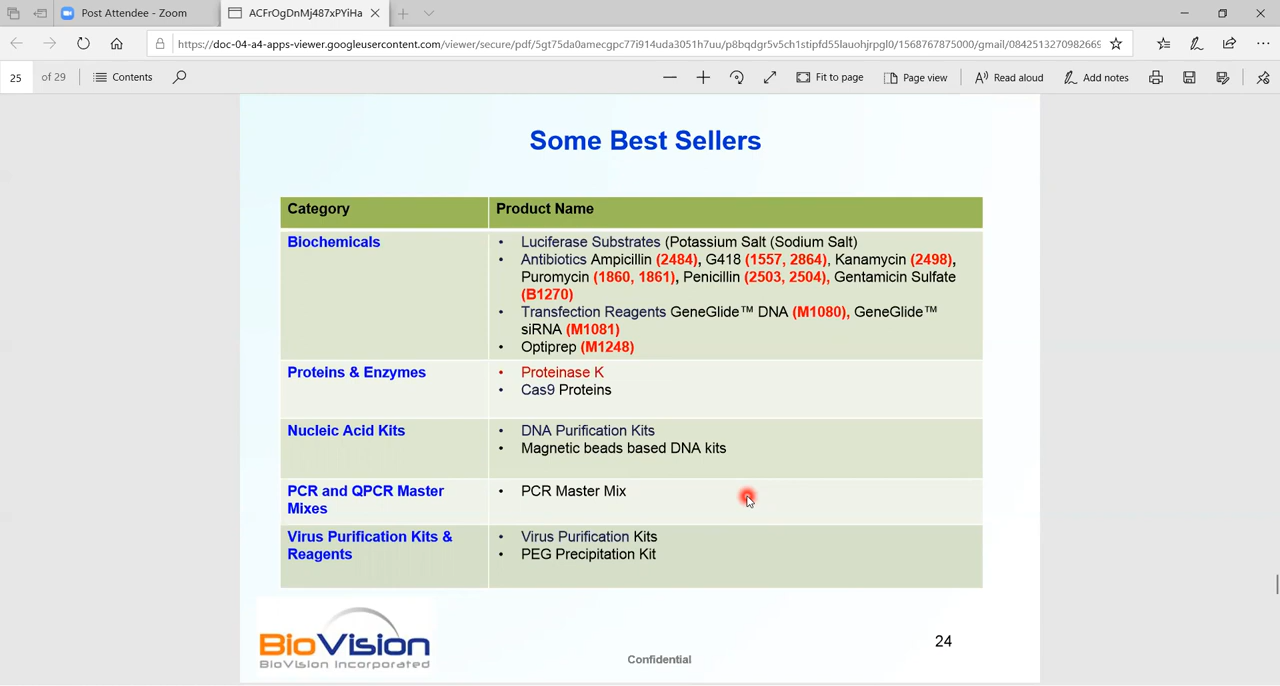 Post Attendee - Zoom
ACFrOgDnMj487xPYiHa
https://doc-04-a4-apps-viewer.googleusercontent.com/viewer/secure/pdf/5gt75da0amecgpc77i914uda3051h7uu/p8bqdgr5v5ch1stipfd55lauohjrpgl0/1568767875000/gmail/0842513270982669
25 of 29 Contents Fit to page Page view Read aloud Add notes
Some Best Sellers
Category Product Name
Biochemicals
• Luciferase Substrates (Potassium Salt (Sodium Salt)
• Antibiotics Ampicillin (2484), G418 (1557, 2864), Kanamycin (2498),
Puromycin (1860, 1861), Penicillin (2503, 2504), Gentamicin Sulfate
(B1270)
• Transfection Reagents GeneGlide™ DNA (M1080), GeneGlide™
siRNA (M1081)
• Optiprep (M1248)
Proteins & Enzymes
• Proteinase K
• Cas9 Proteins
Nucleic Acid Kits
• DNA Purification Kits
• Magnetic beads based DNA kits
PCR and QPCR Master
Mixes
• PCR Master Mix
Virus Purification Kits &
Reagents
• Virus Purification Kits
• PEG Precipitation Kit
BioVision
BioVision Incorporated
Confidential
24